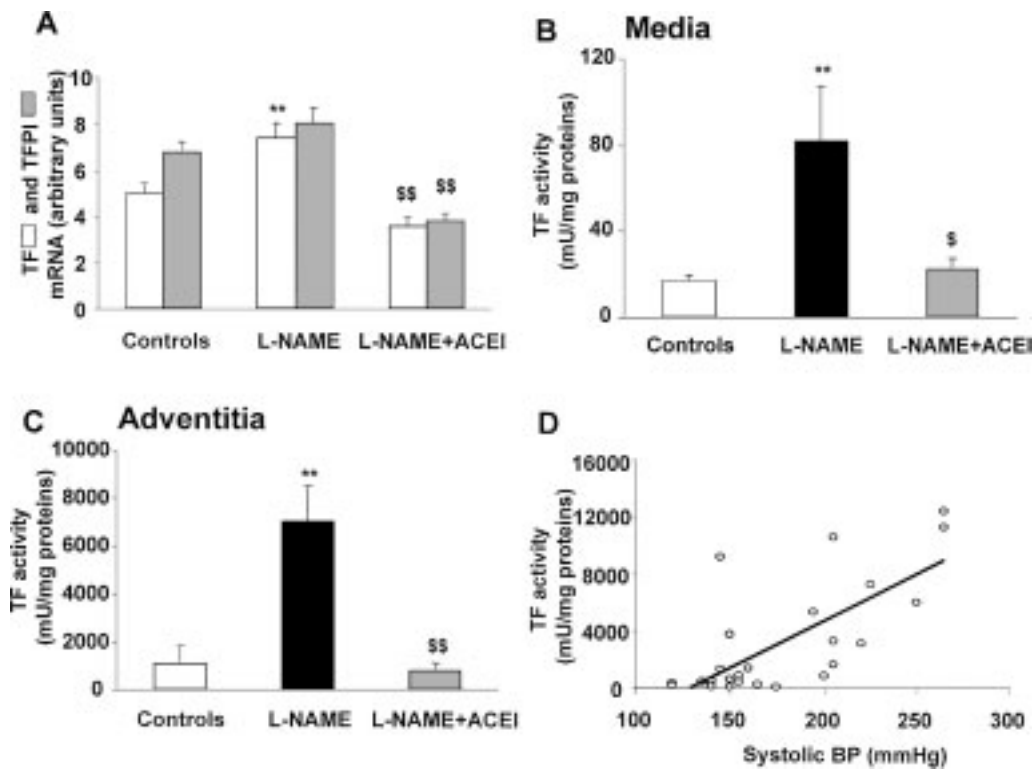 A
TF and TFPI
mRNA (arbitrary units)
10
8
6
4
2
0
**
$$ $$
Controls L-NAME L-NAME+ACEI
B Media
TF activity
(mU/mg proteins)
120
80
40
0
**
$
Controls L-NAME L-NAME+ACEI
C Adventitia
TF activity
(mU/mg proteins)
10000
8000
6000
4000
2000
0
**
$$
Controls L-NAME L-NAME+ACEI
D
TF activity
(mU/mg proteins)
16000
12000
8000
4000
0
100 150 200 250 300
Systolic BP (mmHg)